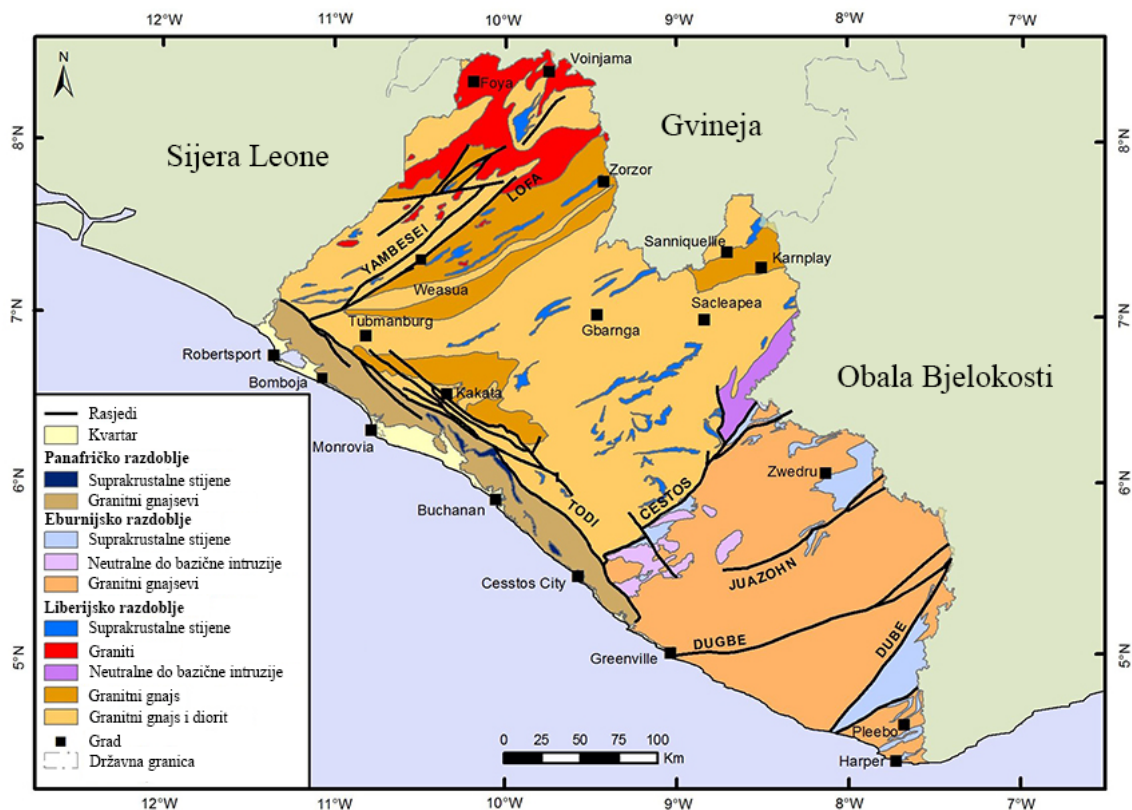 12°W 11°W 10°W 9°W 8°W 7°W
N
Voinjama
Foya
8°N 8°N
Gvineja
Sijera Leone
Zorzor
LOFA
YAMBESEI
Sanniquellie
Karnplay
Weasua
7°N 7°N
Sacleapea
Tubmanburg
Gbarnga
Robertsport
Bomboja
Obala Bjelokosti
Kakata
Monrovia
6°N 6°N
Zwedru
CESTOS
Buchanan
TODI
JUAZOHN
Cesstos City
DUGBE
DUBE
5°N 5°N
Greenville
Pleebo
Harper
Rasjedi
Kvartar
Panafričko razdoblje
Suprakrustalne stijene
Granitni gnajsevi
Eburnijsko razdoblje
Suprakrustalne stijene
Neutralne do bazične intruzije
Granitni gnajsevi
Liberijsko razdoblje
Suprakrustalne stijene
Graniti
Neutralne do bazične intruzije
Granitni gnajs
Granitni gnajs i diorit
Grad
Državna granica
0 25 50 75 100
Km
12°W 11°W 10°W 9°W 8°W 7°W